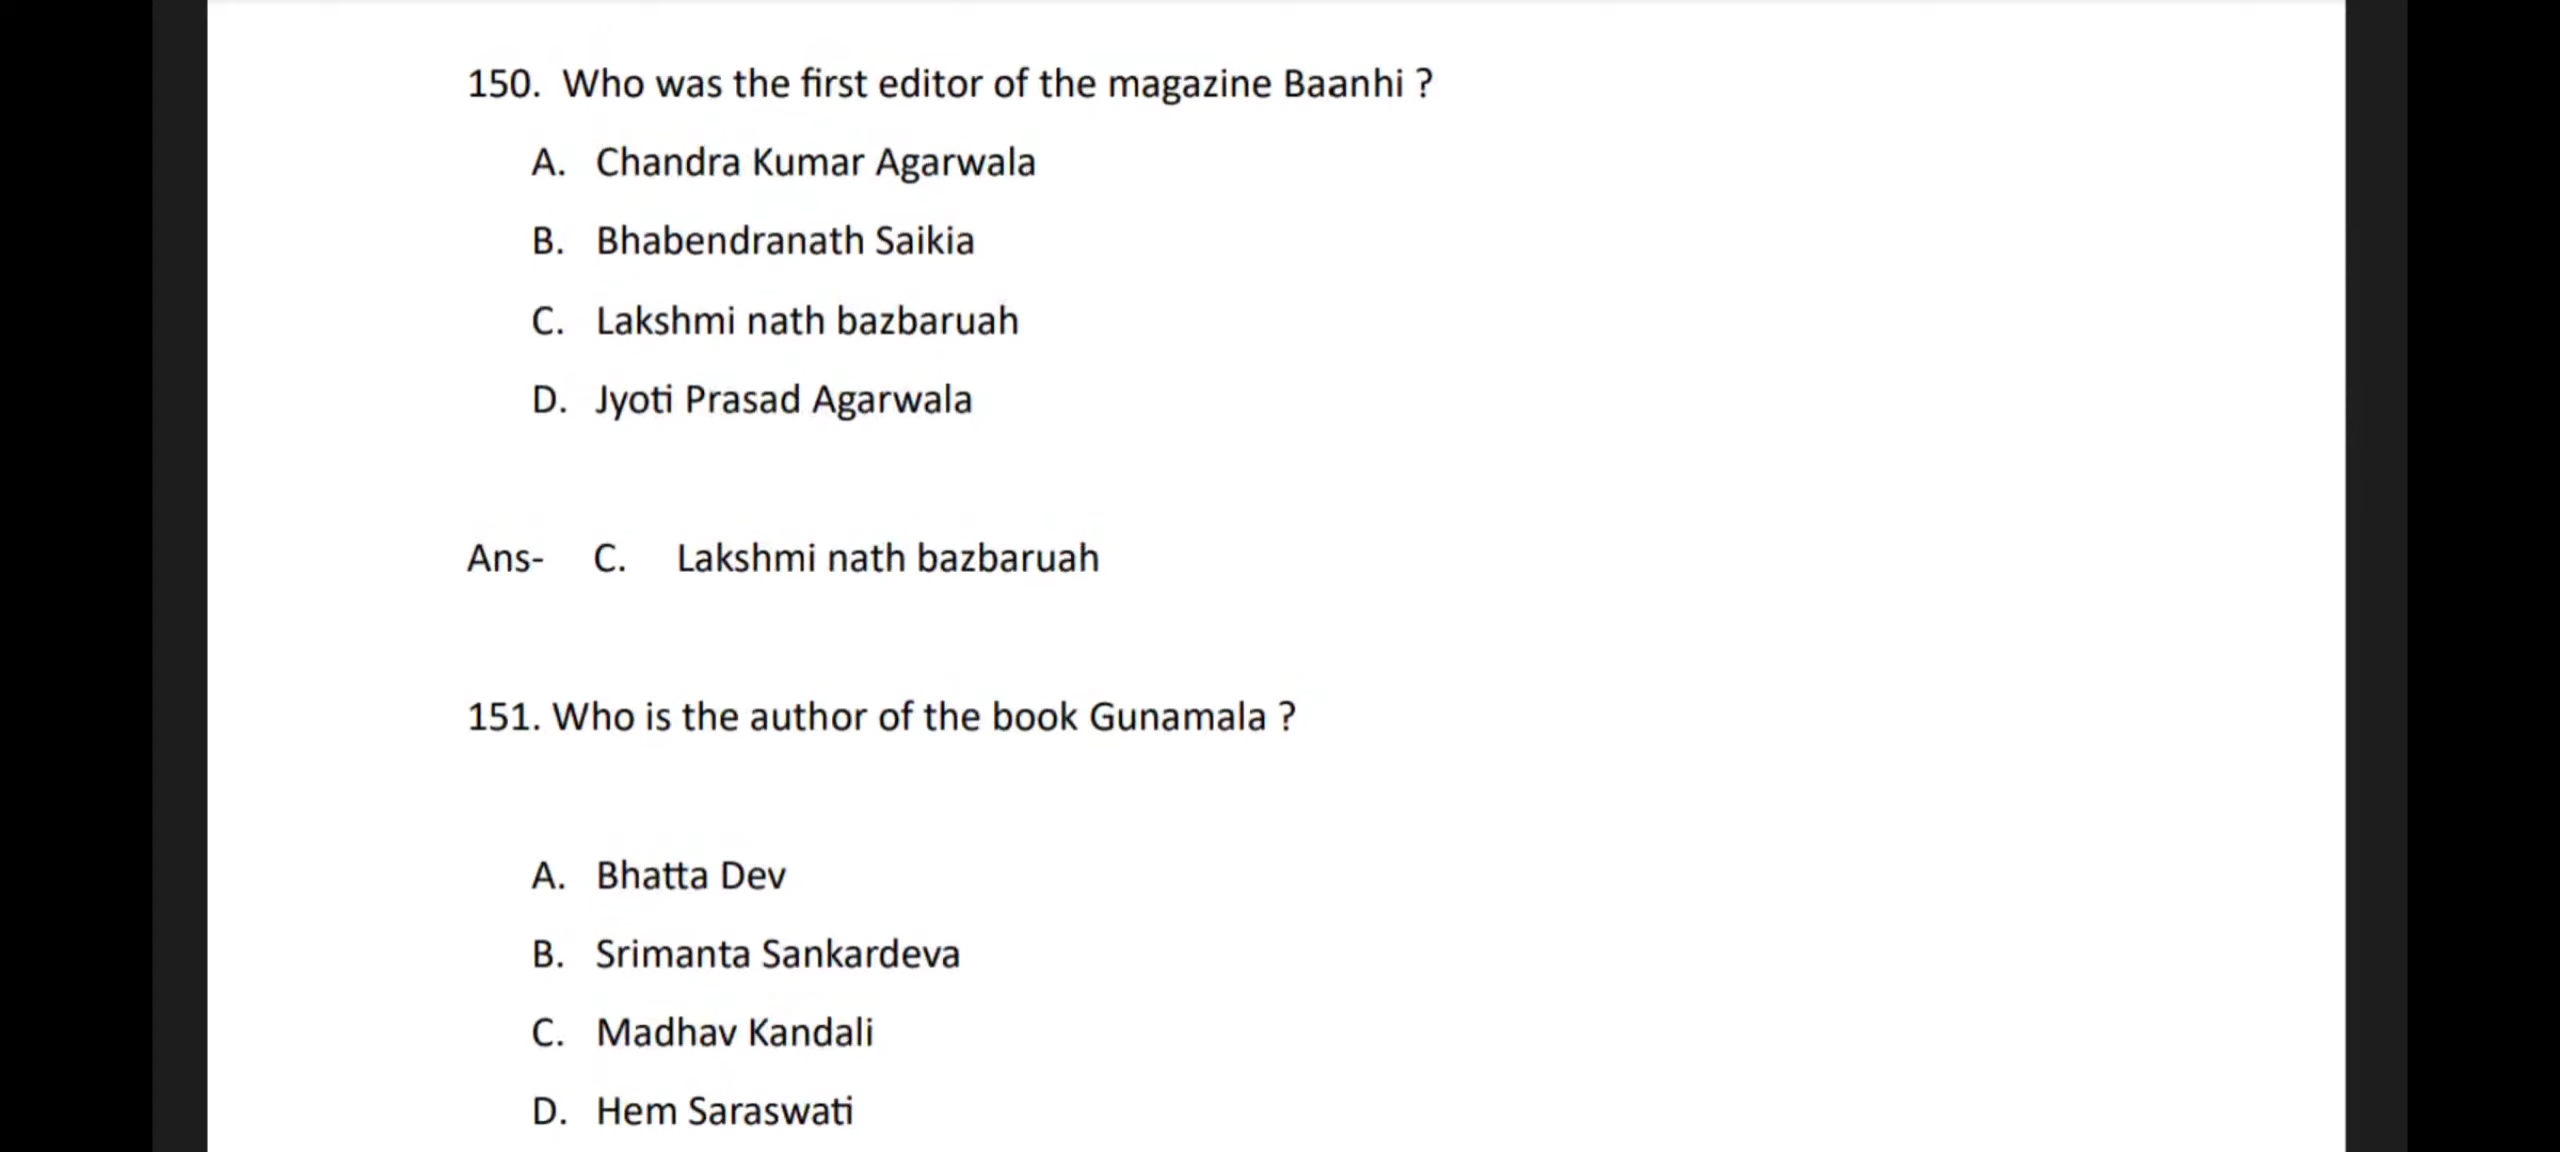 150. Who was the first editor of the magazine Baanhi ?
A. Chandra Kumar Agarwala
B. Bhabendranath Saikia
C. Lakshmi nath bazbaruah
D. Jyoti Prasad Agarwala
Ans- C. Lakshmi nath bazbaruah
151. Who is the author of the book Gunamala ?
A. Bhatta Dev
B. Srimanta Sankardeva
C. Madhav Kandali
D. Hem Saraswati